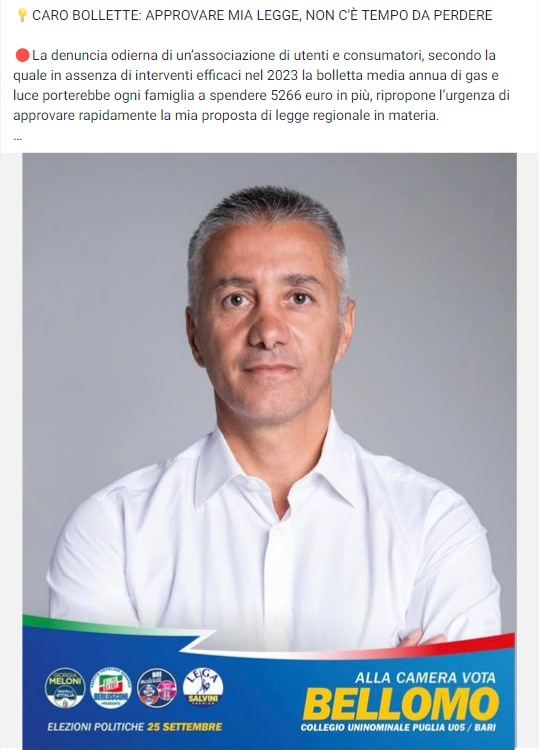 CARO BOLLETTE: APPROVARE MIA LEGGE, NON C'È TEMPO DA PERDERE
La denuncia odierna di un'associazione di utenti e consumatori, secondo la
quale in assenza di interventi efficaci nel 2023 la bolletta media annua di gas e
luce porterebbe ogni famiglia a spendere 5266 euro in più, ripropone l'urgenza di
approvare rapidamente la mia proposta di legge regionale in materia.
...
GIORGIA
MELONI
FRATELLI
D'ITALIA
FORZA ITALIA
BERLUSCONI
PRESIDENTE
NOI
moderati
LEGA
SALVINI
PREMIER
ELEZIONI POLITICHE 25 SETTEMBRE
ALLA CAMERA VOTA
BELLOMO
COLLEGIO UNINOMINALE PUGLIA U05 / BARI